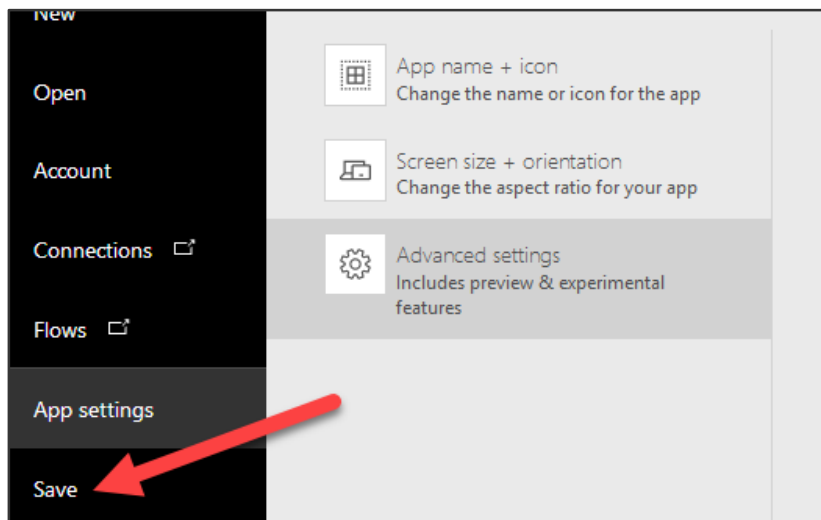 New
Open
Account
Connections
Flows
App settings
Save
App name + icon
Change the name or icon for the app
Screen size + orientation
Change the aspect ratio for your app
Advanced settings
Includes preview & experimental
features